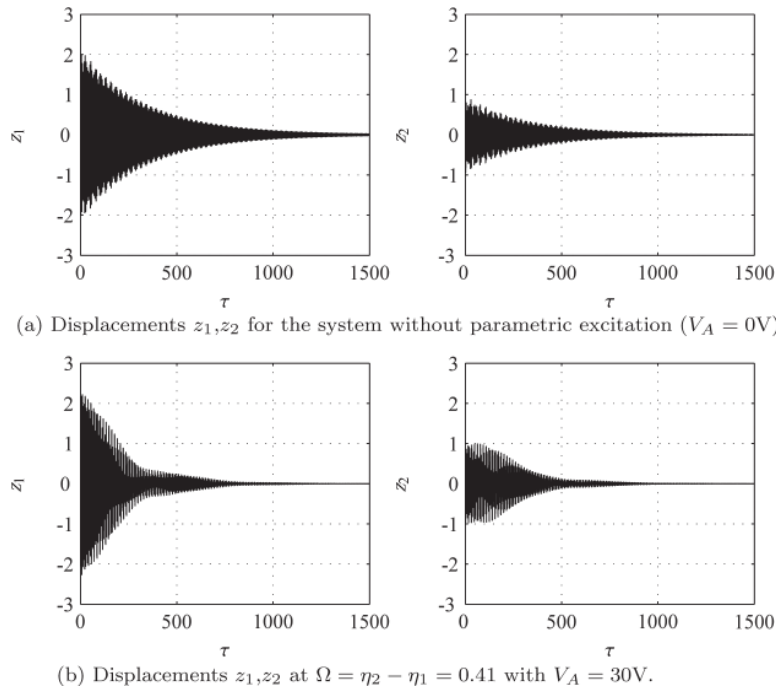 3
2
1
0
-1
-2
-3
z₁
0 500 1000 1500
τ
3
2
1
0
-1
-2
-3
z₂
0 500 1000 1500
τ
(a) Displacements z₁,z₂ for the system without parametric excitation (V_A = 0V)
3
2
1
0
-1
-2
-3
z₁
0 500 1000 1500
τ
3
2
1
0
-1
-2
-3
z₂
0 500 1000 1500
τ
(b) Displacements z₁,z₂ at Ω = η₂ − η₁ = 0.41 with V_A = 30V.